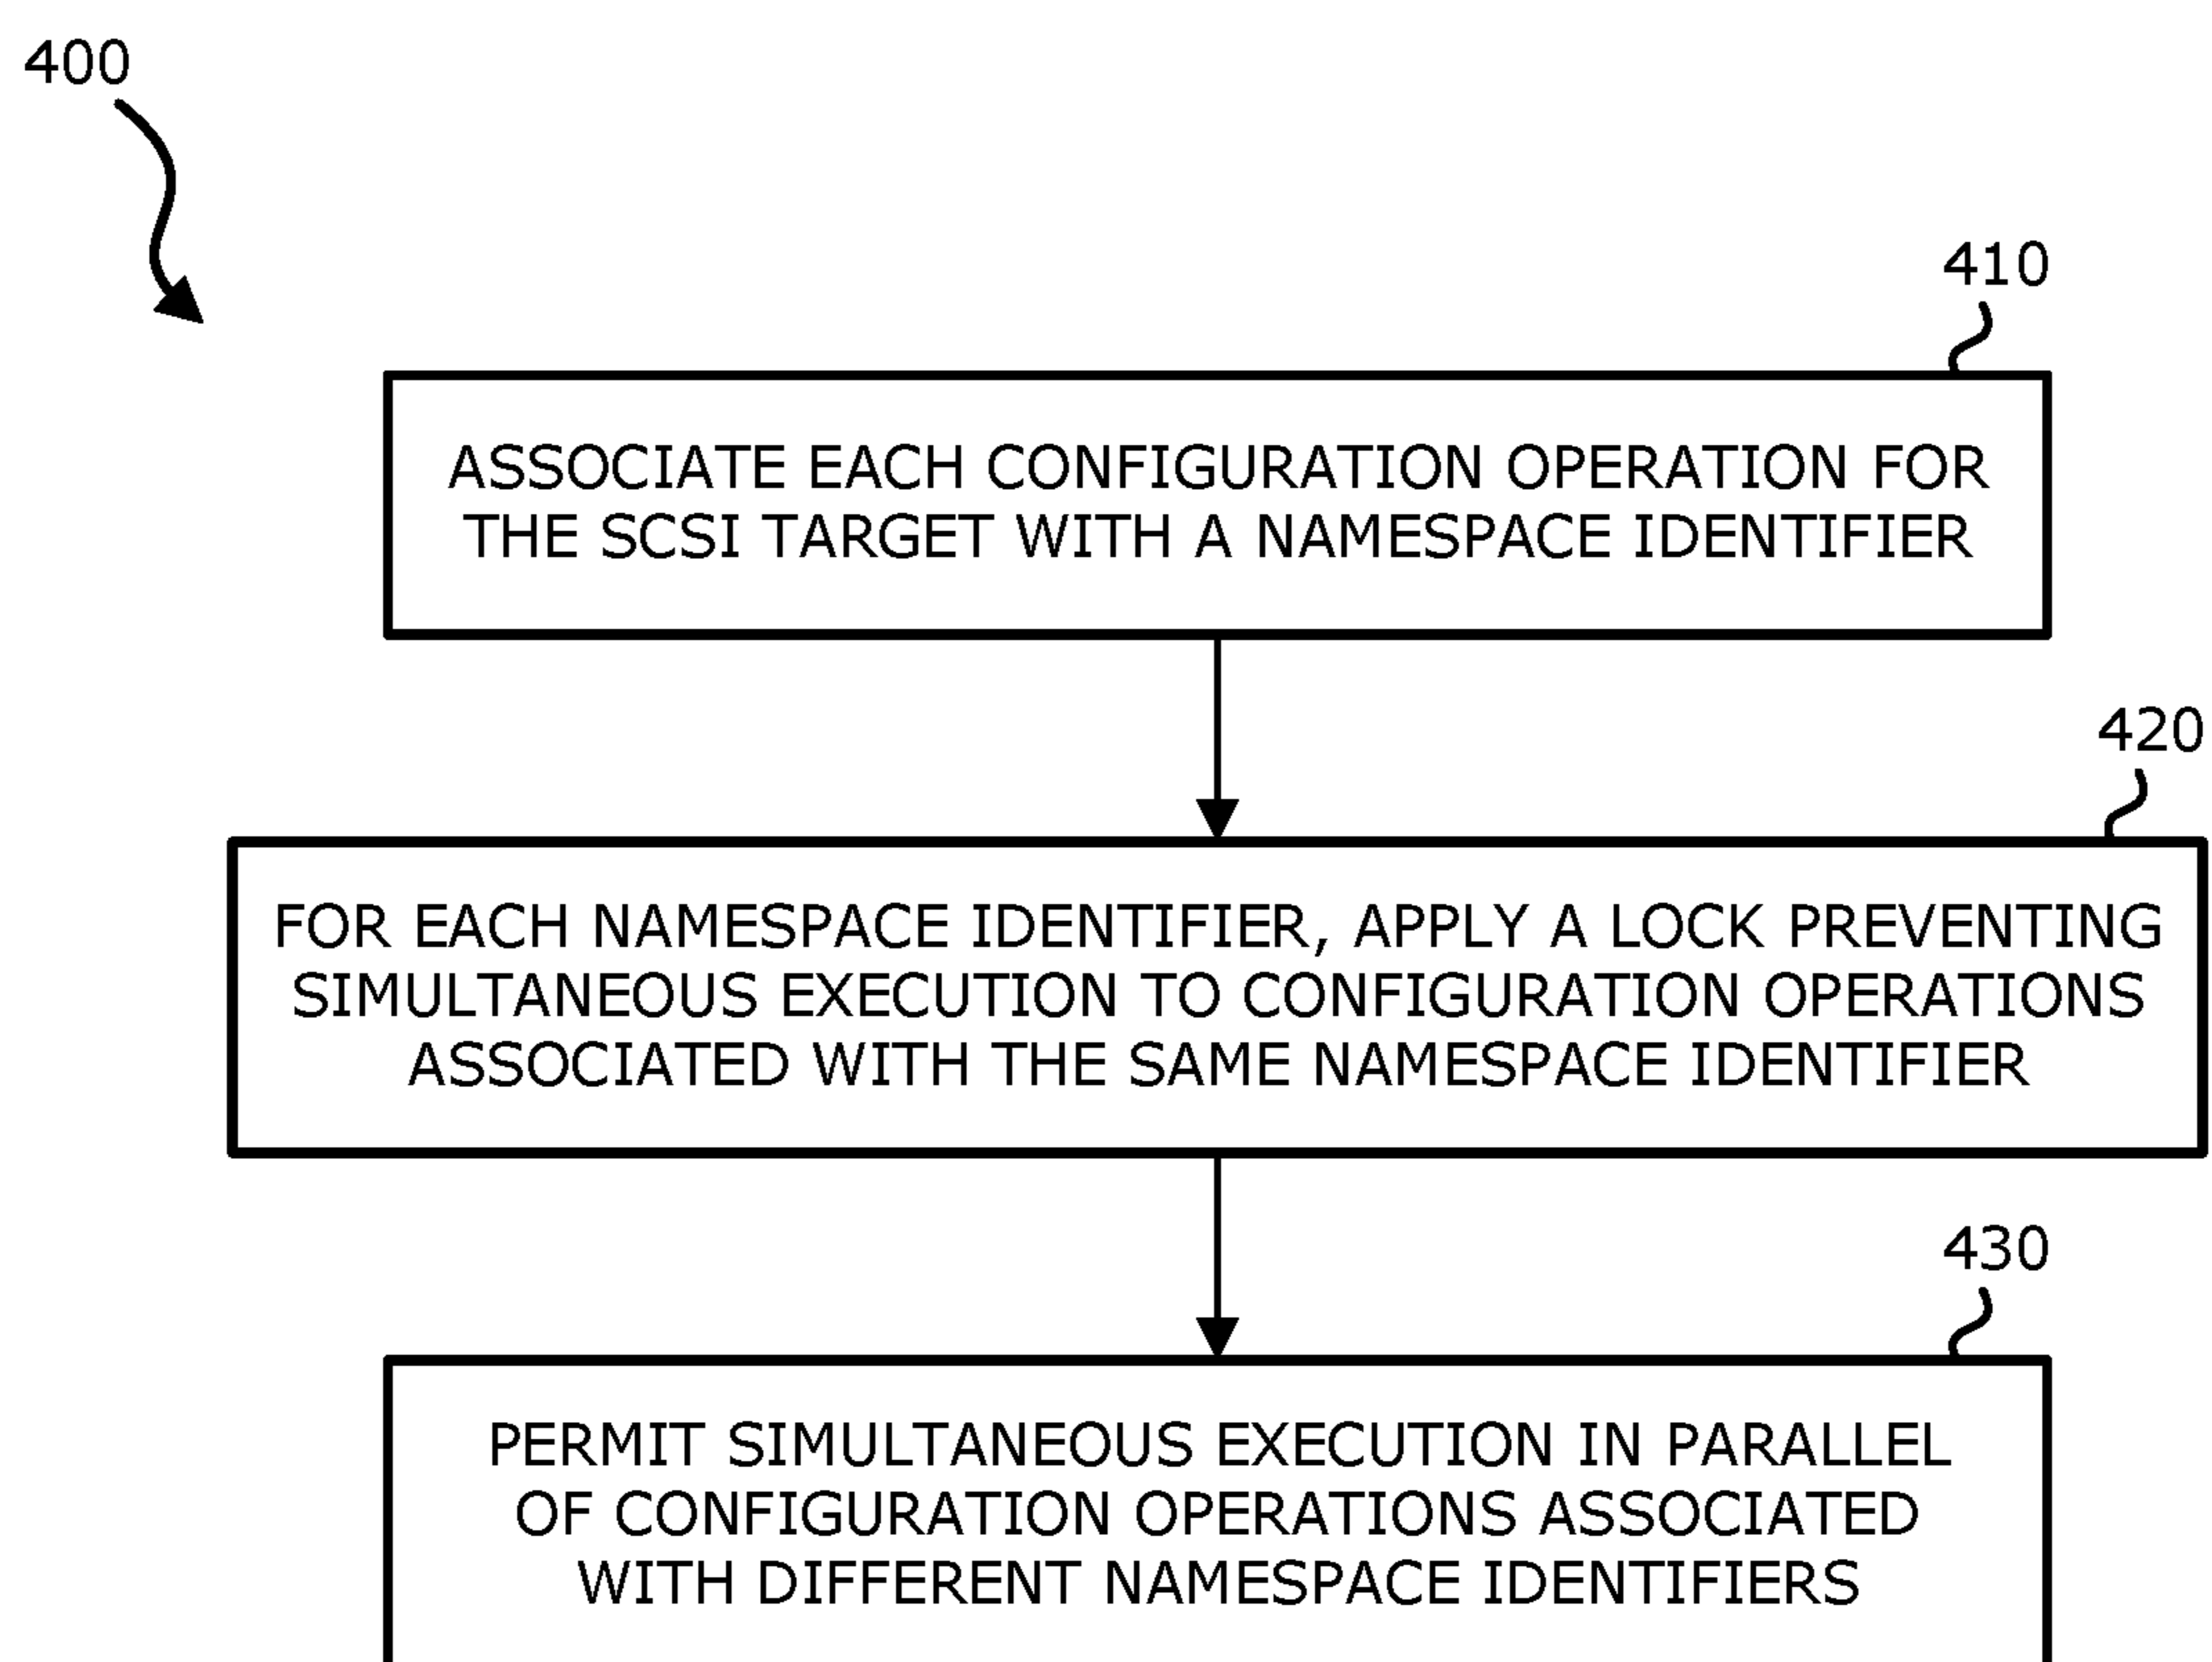 400
410
ASSOCIATE EACH CONFIGURATION OPERATION FOR
THE SCSI TARGET WITH A NAMESPACE IDENTIFIER
420
FOR EACH NAMESPACE IDENTIFIER, APPLY A LOCK PREVENTING
SIMULTANEOUS EXECUTION TO CONFIGURATION OPERATIONS
ASSOCIATED WITH THE SAME NAMESPACE IDENTIFIER
430
PERMIT SIMULTANEOUS EXECUTION IN PARALLEL
OF CONFIGURATION OPERATIONS ASSOCIATED
WITH DIFFERENT NAMESPACE IDENTIFIERS